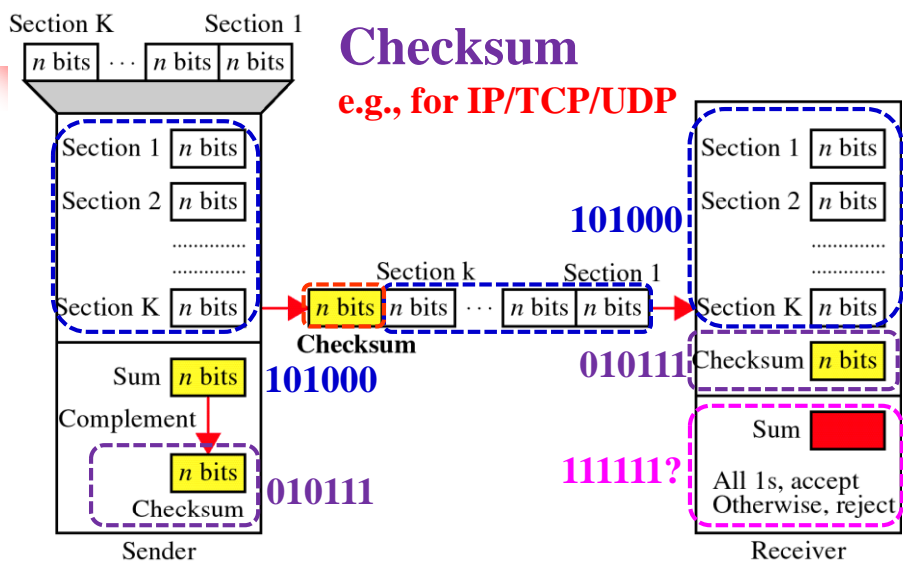 Section K Section 1
n bits ··· n bits n bits
Checksum
e.g., for IP/TCP/UDP
Section 1 n bits
Section 2 n bits
..............
..............
Section K n bits
Sum n bits
101000
Complement
n bits
010111
Checksum
Sender
Section k Section 1
n bits n bits ··· n bits n bits
Checksum
Section 1 n bits
Section 2 n bits
101000
..............
..............
Section K n bits
010111
Checksum n bits
Sum
111111?
All 1s, accept
Otherwise, reject
Receiver